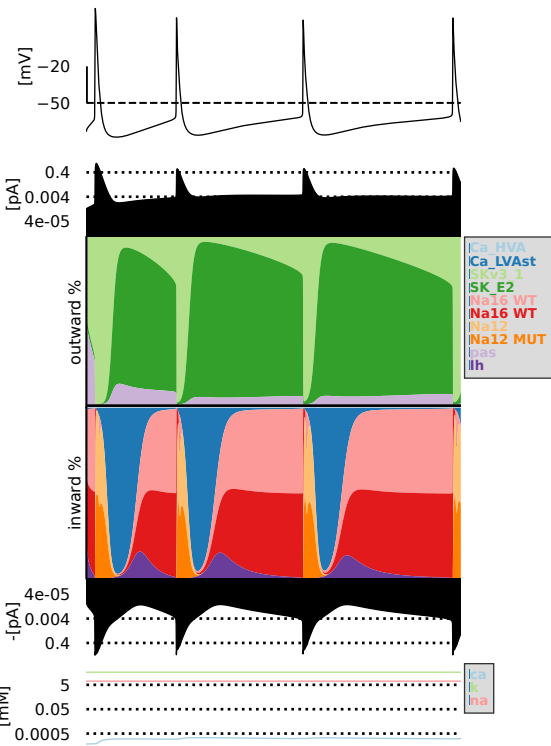 [mV]
−20
−50
[pA]
0.4
0.004
4e-05
outward %
Ca_HVA
Ca_LVAst
SKv3_1
SK_E2
Na16 WT
Na16 WT
Na12
Na12 MUT
pas
Ih
inward %
-[pA]
4e-05
0.004
0.4
[mM]
5
0.05
0.0005
ca
k
na